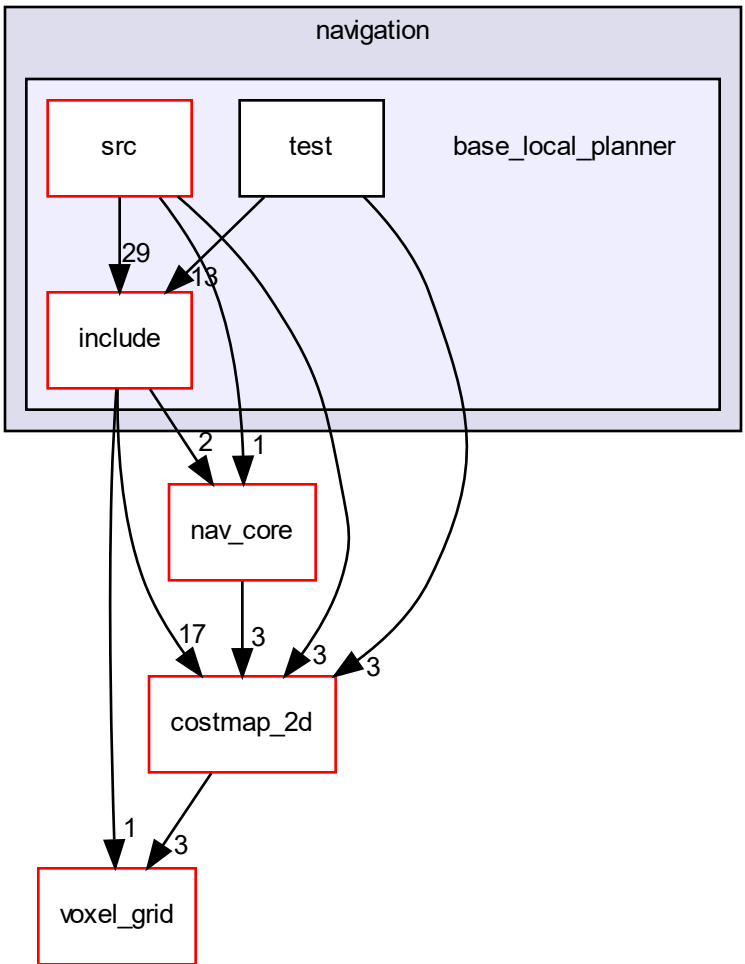 navigation
src
test
base_local_planner
29
13
include
2
1
nav_core
17
3
3
3
costmap_2d
1
3
voxel_grid